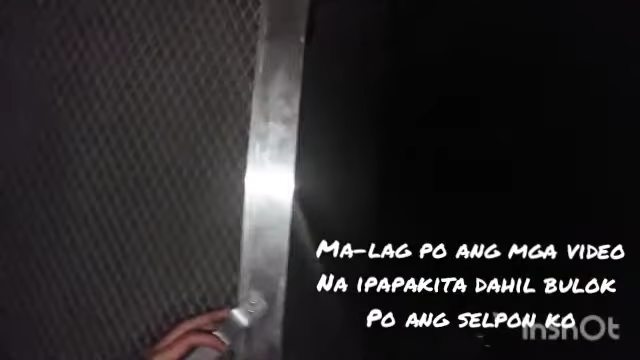 Ma-lag po ang mga video
Na ipapakita dahil bulok
Po ang selpon ko
InShOt